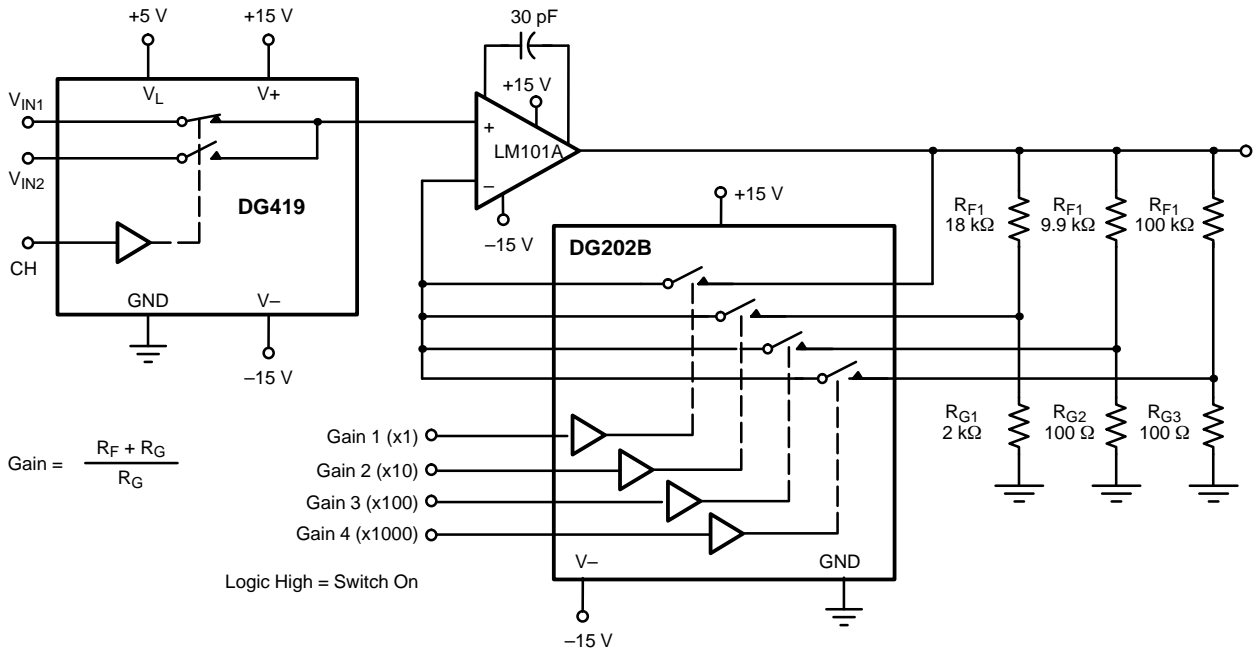 +5 V
+15 V
30 pF
V_L
V+
+15 V
V_IN1
+
LM101A
V_IN2
–
DG419
+15 V
–15 V
CH
DG202B
R_F1
18 kΩ
R_F1
9.9 kΩ
R_F1
100 kΩ
GND
V–
–15 V
R_G1
2 kΩ
R_G2
100 Ω
R_G3
100 Ω
Gain 1 (x1)
Gain 2 (x10)
Gain 3 (x100)
Gain 4 (x1000)
Gain = R_F + R_G
R_G
V–
GND
Logic High = Switch On
–15 V